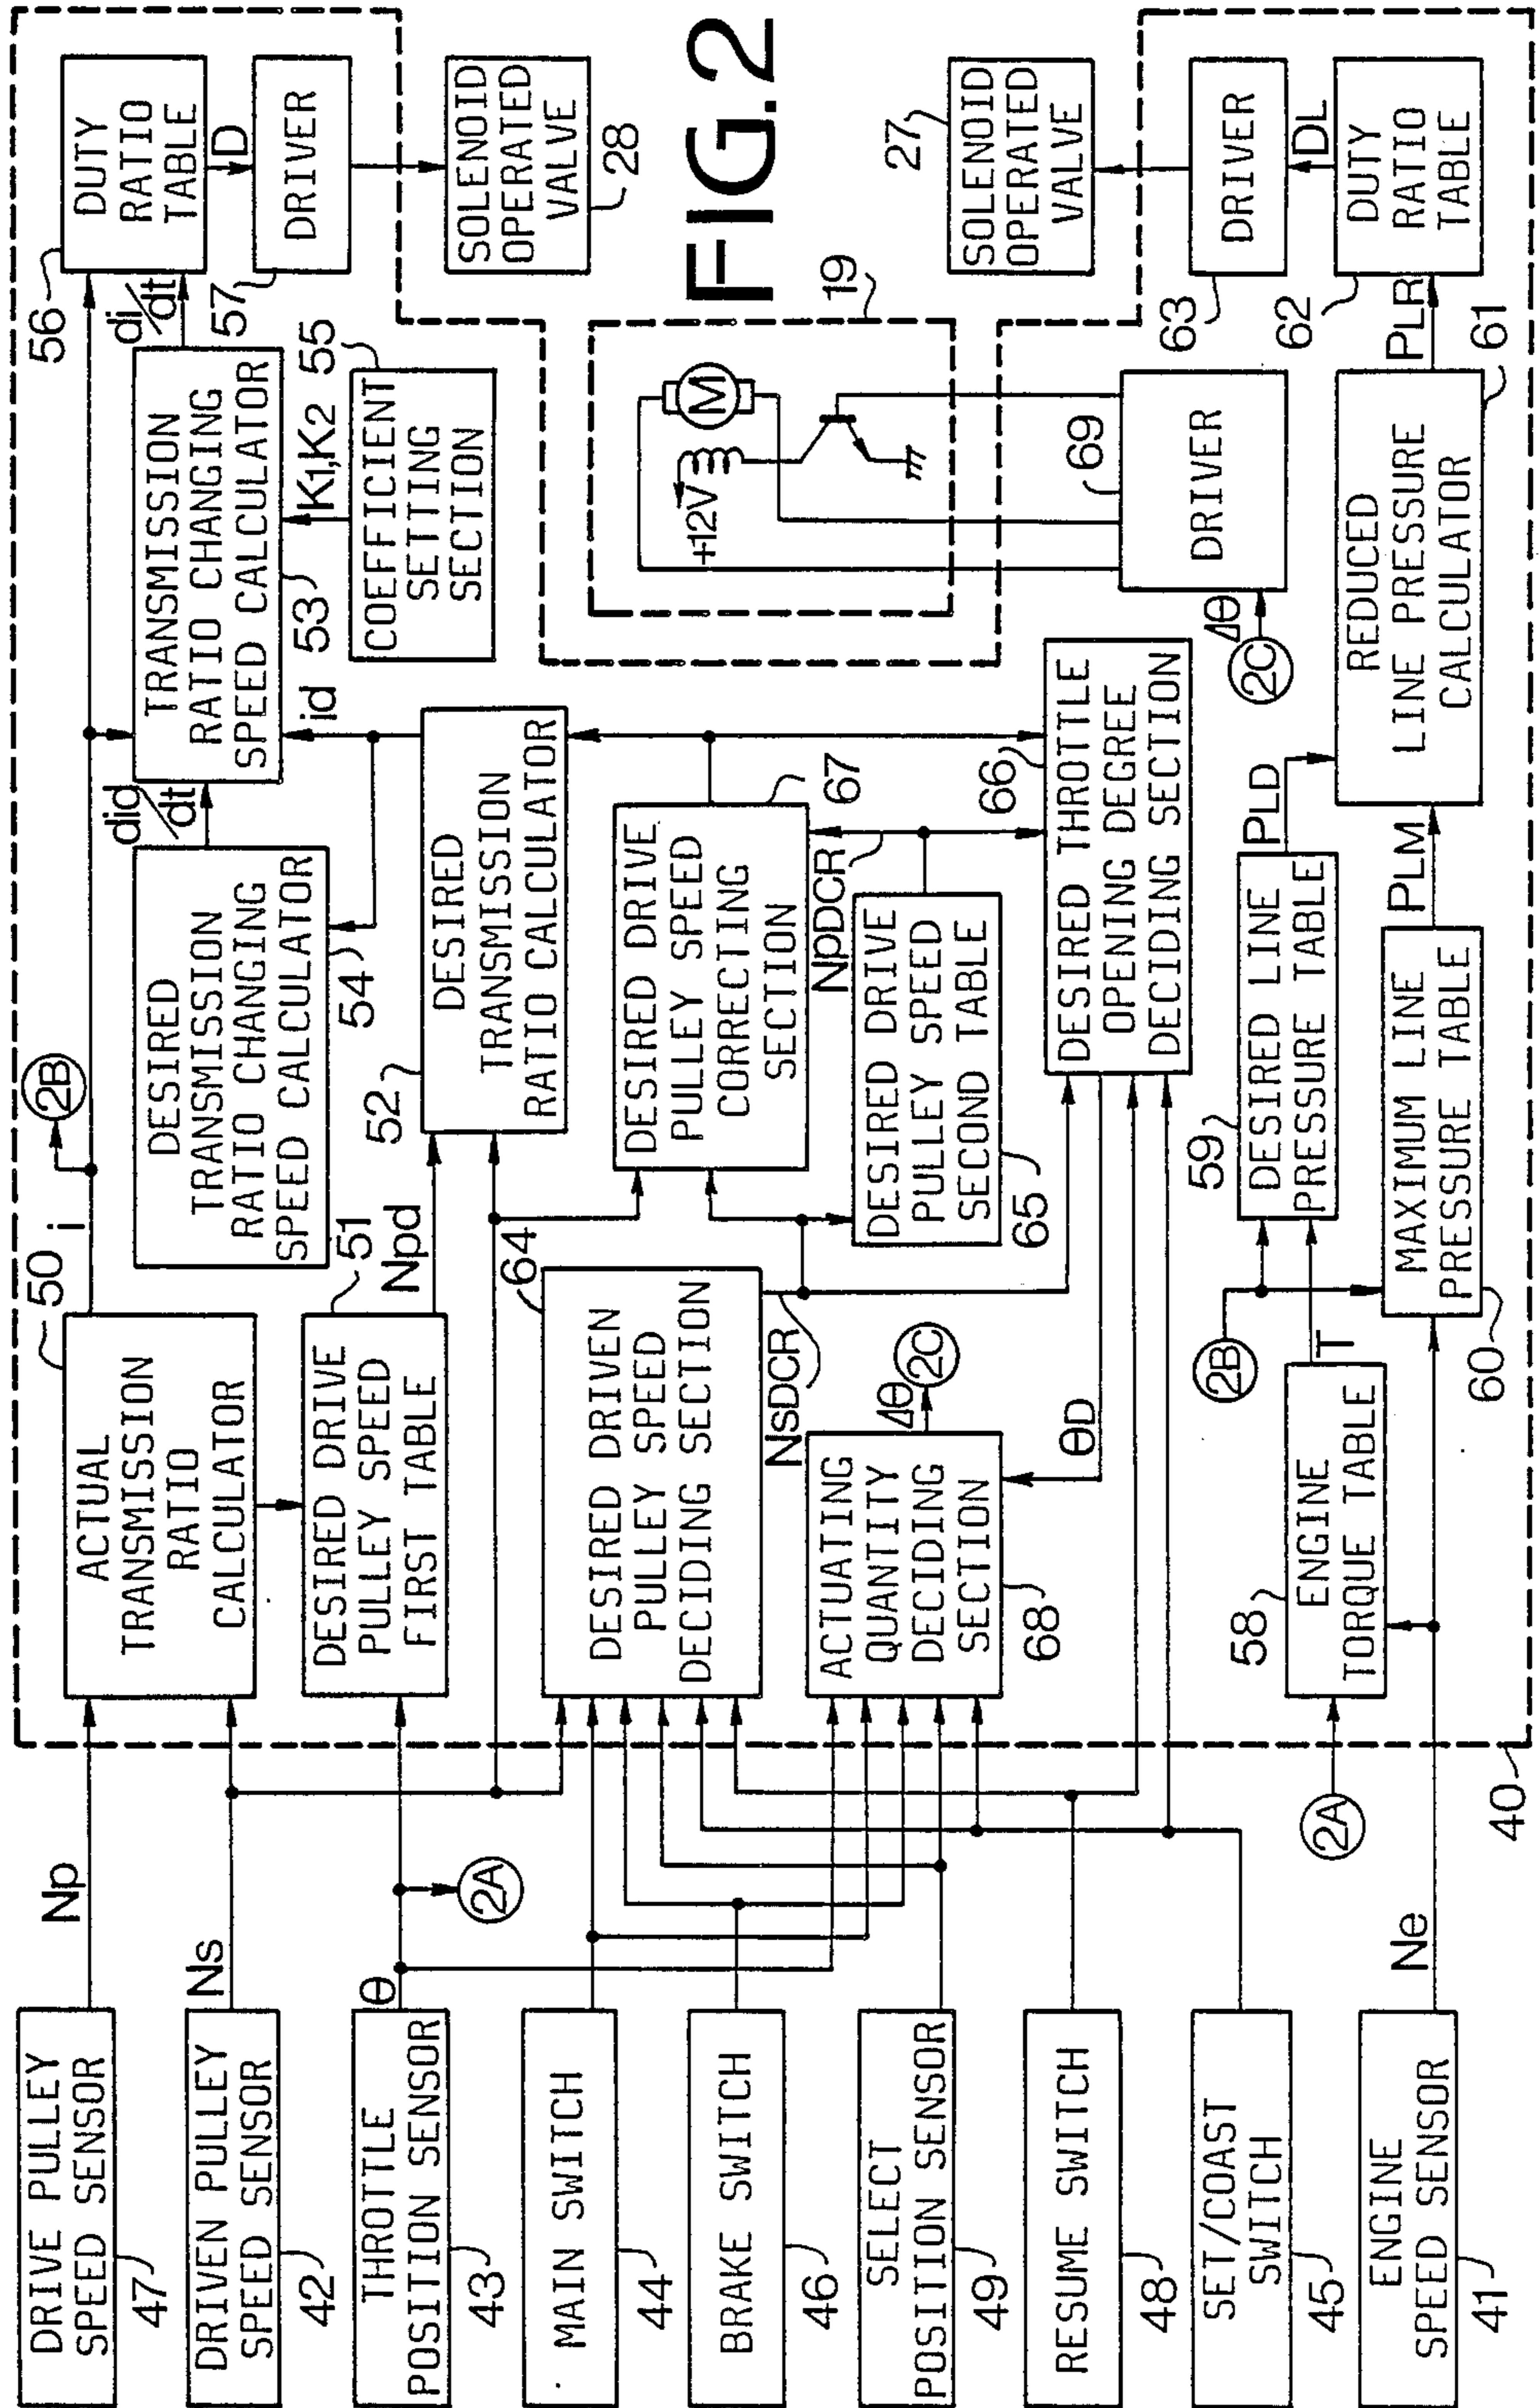 FIG.2
DRIVE PULLEY
SPEED SENSOR
47
DRIVEN PULLEY
SPEED SENSOR
42
THROTTLE
POSITION SENSOR
43
MAIN SWITCH
44
BRAKE SWITCH
46
SELECT
POSITION SENSOR
49
RESUME SWITCH
48
SET/COAST
SWITCH
45
ENGINE
SPEED SENSOR
41
Np
Ns
θ
2A
Ne
2A
40
50
ACTUAL
TRANSMISSION
RATIO
CALCULATOR
i
2B
DESIRED DRIVE
PULLEY SPEED
FIRST TABLE
51
Npd
64
DESIRED DRIVEN
PULLEY SPEED
DECIDING SECTION
NsDCR
ACTUATING
QUANTITY
DECIDING
SECTION
68
Δθ
2C
θD
58
ENGINE
TORQUE TABLE
T
2B
DESIRED
TRANSMISSION
RATIO CHANGING
SPEED CALCULATOR
54
did/dt
52
DESIRED
TRANSMISSION
RATIO CALCULATOR
id
DESIRED DRIVE
PULLEY SPEED
CORRECTING
SECTION
67
NpDCR
DESIRED DRIVE
PULLEY SPEED
SECOND TABLE
65
66
DESIRED THROTTLE
OPENING DEGREE
DECIDING SECTION
59
DESIRED LINE
PRESSURE TABLE
PLD
MAXIMUM LINE
PRESSURE TABLE
60
PLM
TRANSMISSION
RATIO CHANGING
SPEED CALCULATOR
53
di/dt
K1,K2
COEFFICIENT
SETTING
SECTION
55
56
DUTY
RATIO
TABLE
D
57
DRIVER
SOLENOID
OPERATED
VALVE
28
19
M
+12V
69
DRIVER
Δθ
2C
REDUCED
LINE PRESSURE
CALCULATOR
61
PLR
62
DUTY
RATIO
TABLE
DL
63
DRIVER
27
SOLENOID
OPERATED
VALVE